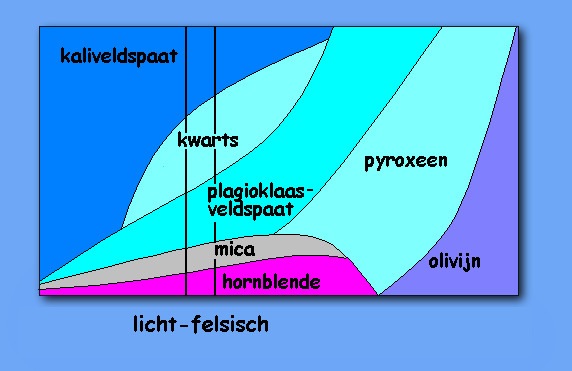 kaliveldspaat
kwarts
pyroxeen
plagioklaas-
veldspaat
mica
olivijn
hornblende
licht-felsisch